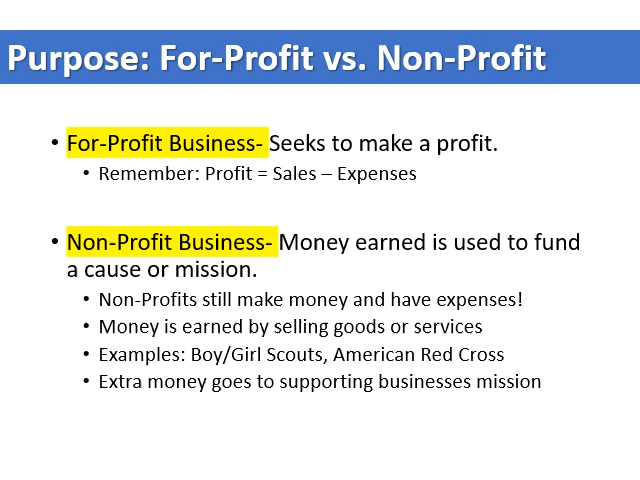 Purpose: For-Profit vs. Non-Profit
• For-Profit Business- Seeks to make a profit.
• Remember: Profit = Sales – Expenses
• Non-Profit Business- Money earned is used to fund
a cause or mission.
• Non-Profits still make money and have expenses!
• Money is earned by selling goods or services
• Examples: Boy/Girl Scouts, American Red Cross
• Extra money goes to supporting businesses mission